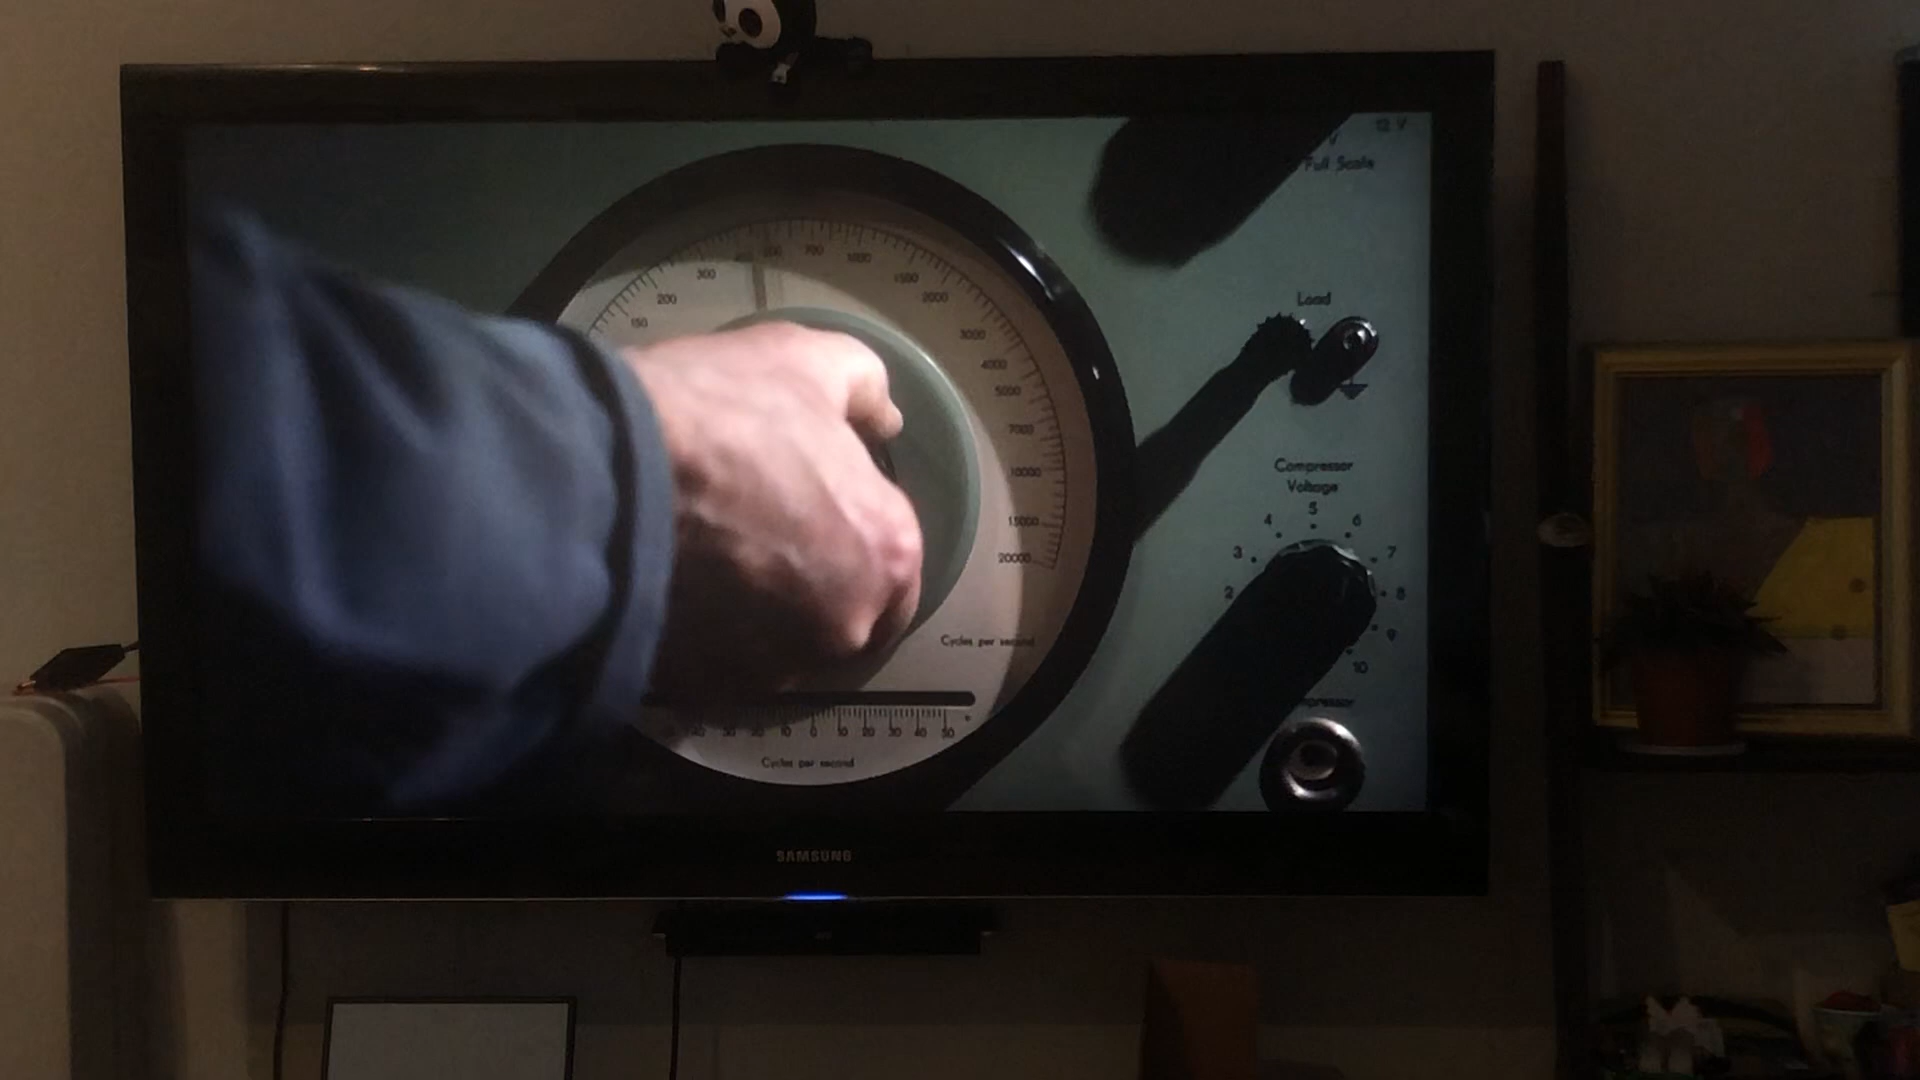 12 V
V
Full Scale
Load
500
700
1000
300
1500
200
2000
150
3000
4000
5000
7000
10000
15000
20000
Cycles per second
Compressor
Voltage
5
4 6
3 7
2 8
9
10
30 20 10 0 10 20 30 40 50
Cycles per second
SAMSUNG